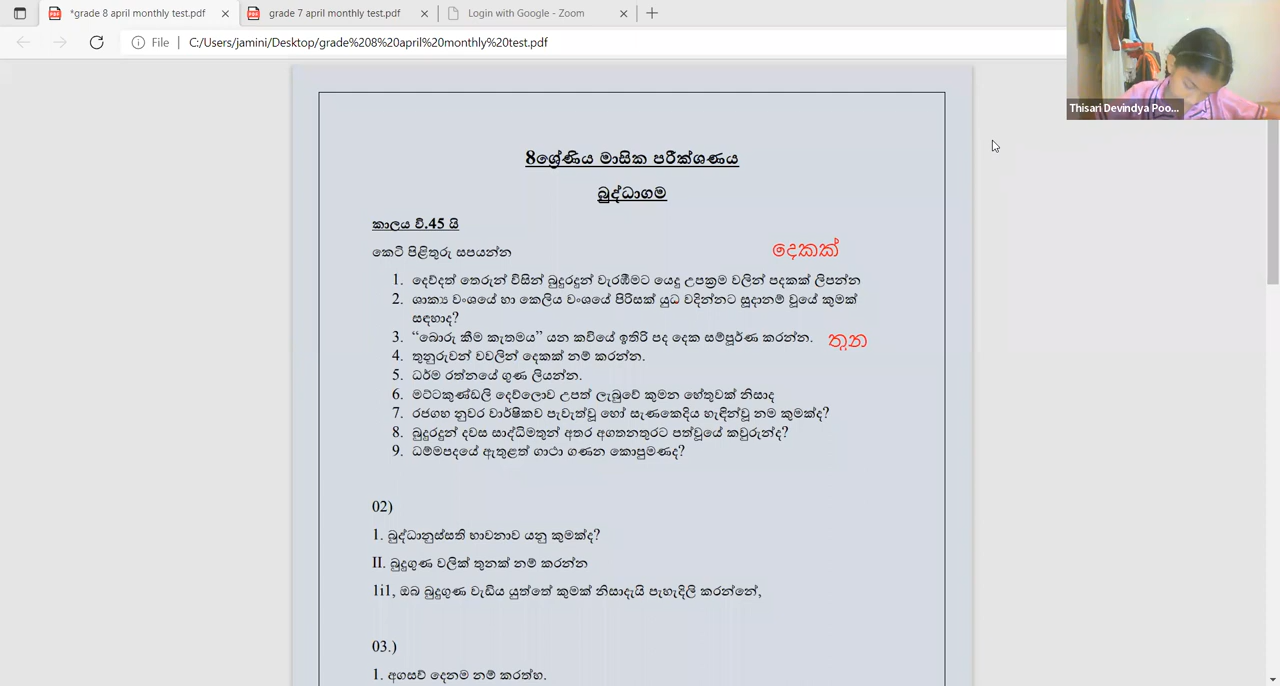 *grade 8 april monthly test.pdf
grade 7 april monthly test.pdf
Login with Google - Zoom
File
C:/Users/jamini/Desktop/grade%208%20april%20monthly%20test.pdf
Thisari Devindya Poo...
8ශ්‍රේණිය මාසික පරීක්ශණය
බුද්ධාගම
කාලය වි.45 යි
කෙටි පිළිතුරු සපයන්න
දෙකක්
1. දෙව්දත් තෙරුන් විසින් බුදුරදුන් වැරඹීමට යෙදු උපක්‍රම වලින් පදකක් ලිපන්න
2. ශාක්‍ය වංශයේ හා කෙලිය වංශයේ පිරිසක් යුධ වදින්නට සූදානම් වූයේ කුමක්
සඳහාද?
3. “බොරු කීම කැතමය” යන කවියේ ඉතිරි පද දෙක සම්පූර්ණ කරන්න. තූන
4. තුනුරුවන් වවලින් දෙකක් නම් කරන්න.
5. ධර්ම රත්නයේ ගුණ ලියන්න.
6. මට්ටකුණ්ඩලි දෙව්ලොව උපත් ලැබුවේ කුමන හේතුවක් නිසාද
7. රජගහ නුවර වාර්ෂිකව පැවැත්වූ හෝ සැණකෙදිය හැඳින්වූ නම කුමක්ද?
8. බුදුරදුන් දවස සාද්ධිමතුන් අතර අගතනතුරට පත්වූයේ කවුරුන්ද?
9. ධම්මපදයේ ඇතුළත් ගාථා ගණන කොපුමණද?
02)
1. බුද්ධානුස්සති භාවනාව යනු කුමක්ද?
II. බුදුගුණ වලික් තුනක් නම් කරන්න
1i1, ඔබ බුදුගුණ වැඩිය යුත්තේ කුමක් නිසාදැයි පැහැදිලි කරන්නේ,
03.)
1. අගසව් දෙනම නම් කරත්හ.